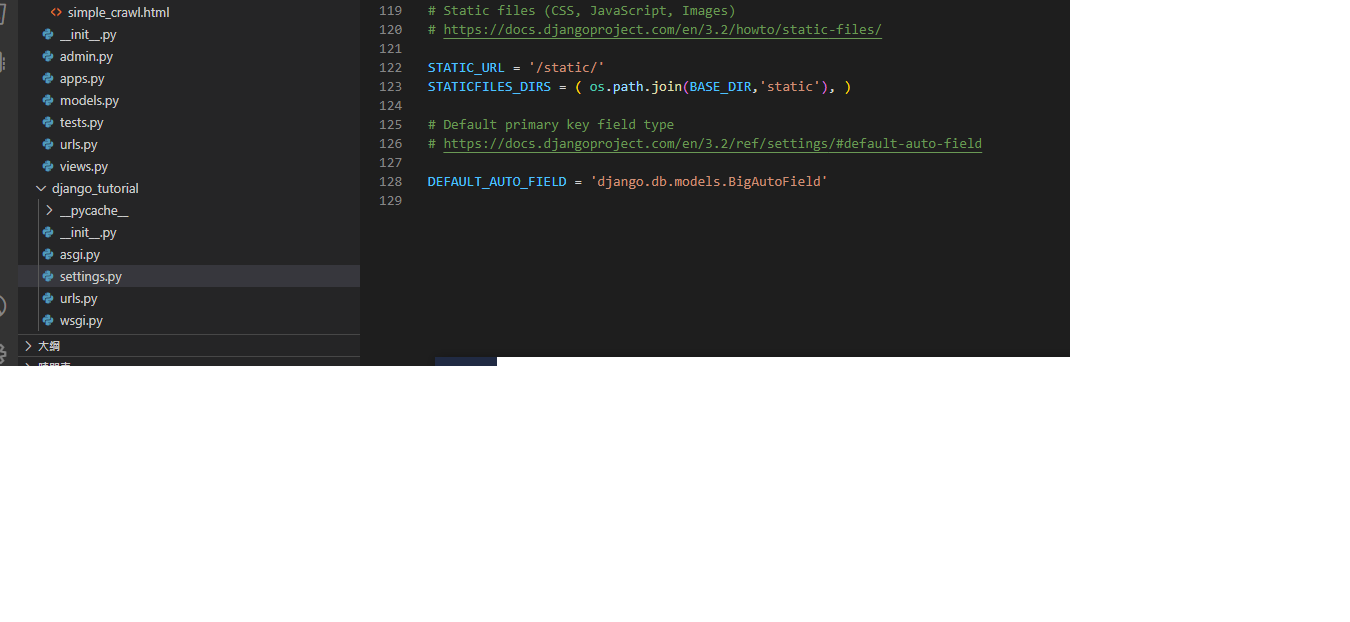 simple_crawl.html
__init__.py
admin.py
apps.py
models.py
tests.py
urls.py
views.py
django_tutorial
__pycache__
__init__.py
asgi.py
settings.py
urls.py
wsgi.py
大綱
119 # Static files (CSS, JavaScript, Images)
120 # https://docs.djangoproject.com/en/3.2/howto/static-files/
121
122 STATIC_URL = '/static/'
123 STATICFILES_DIRS = ( os.path.join(BASE_DIR,'static'), )
124
125 # Default primary key field type
126 # https://docs.djangoproject.com/en/3.2/ref/settings/#default-auto-field
127
128 DEFAULT_AUTO_FIELD = 'django.db.models.BigAutoField'
129